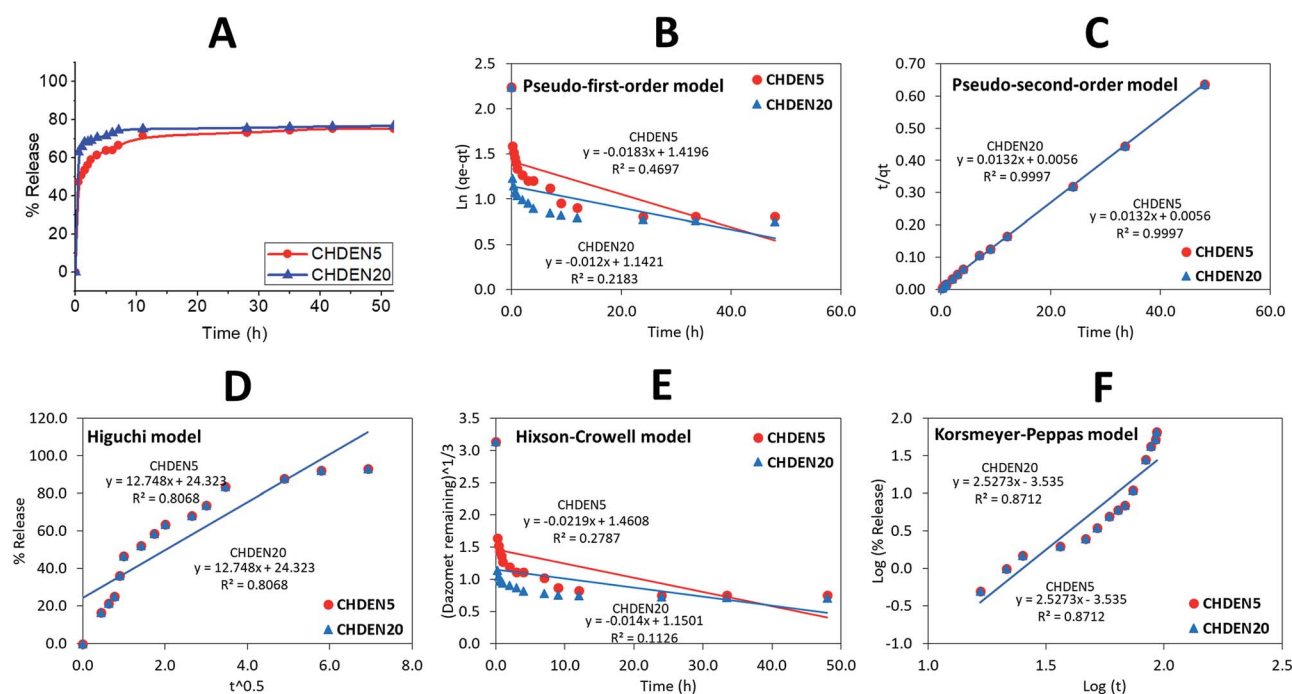 A
100
80
60
40
20
0
% Release
0
10
20
30
40
50
Time (h)
CHDEN5
CHDEN20
B
Pseudo-first-order model
CHDEN5
CHDEN20
2.5
2.0
1.5
1.0
0.5
0.0
Ln (qe-qt)
CHDEN5
y = -0.0183x + 1.4196
R² = 0.4697
CHDEN20
y = -0.012x + 1.1421
R² = 0.2183
0.0
20.0
40.0
60.0
80.0
Time (h)
C
Pseudo-second-order model
0.70
0.60
0.50
0.40
0.30
0.20
0.10
0.00
t/qt
CHDEN20
y = 0.0132x + 0.0056
R² = 0.9997
CHDEN5
y = 0.0132x + 0.0056
R² = 0.9997
CHDEN5
CHDEN20
0.0
20.0
40.0
60.0
Time (h)
D
Higuchi model
120.0
100.0
80.0
60.0
40.0
20.0
0.0
% Release
CHDEN5
y = 12.748x + 24.323
R² = 0.8068
CHDEN20
y = 12.748x + 24.323
R² = 0.8068
CHDEN5
CHDEN20
0.0
2.0
4.0
6.0
8.0
t^0.5
E
Hixson-Crowell model
CHDEN5
CHDEN20
3.5
3.0
2.5
2.0
1.5
1.0
0.5
0.0
(Dazomet remaining)^1/3
CHDEN5
y = -0.0219x + 1.4608
R² = 0.2787
CHDEN20
y = -0.014x + 1.1501
R² = 0.1126
0.0
10.0
20.0
30.0
40.0
50.0
Time (h)
F
Korsmeyer-Peppas model
2.0
1.5
1.0
0.5
0.0
-0.5
-1.0
Log (% Release)
CHDEN20
y = 2.5273x - 3.535
R² = 0.8712
CHDEN5
y = 2.5273x - 3.535
R² = 0.8712
CHDEN5
CHDEN20
1.0
1.5
2.0
2.5
Log (t)